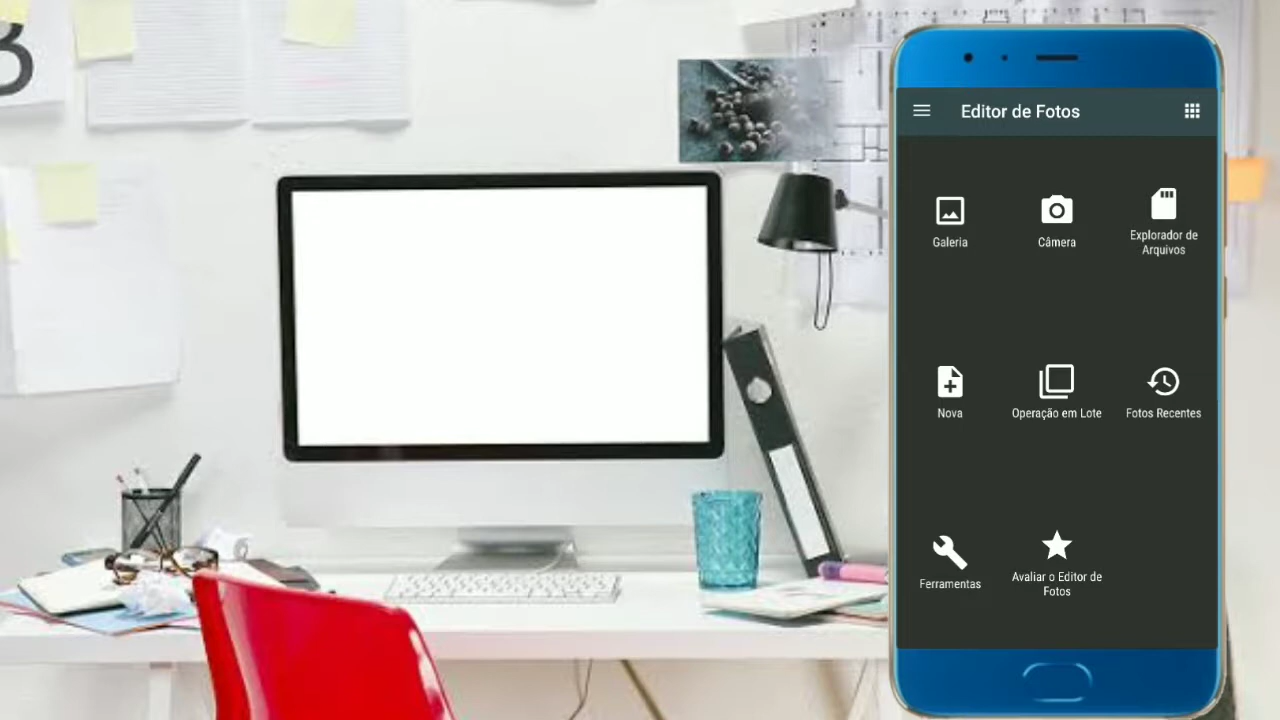 Editor de Fotos
Galeria
Câmera
Explorador de
Arquivos
Nova
Operação em Lote
Fotos Recentes
Ferramentas
Avaliar o Editor de
Fotos